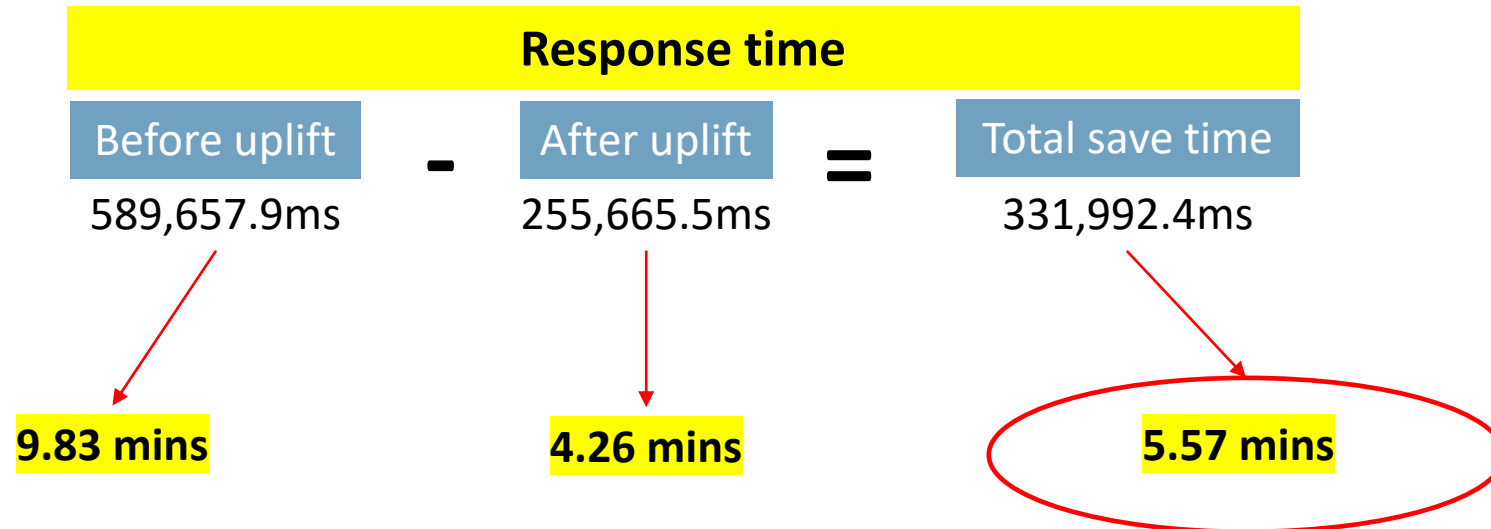 Response time
Before uplift - After uplift = Total save time
589,657.9ms 255,665.5ms 331,992.4ms
9.83 mins 4.26 mins 5.57 mins